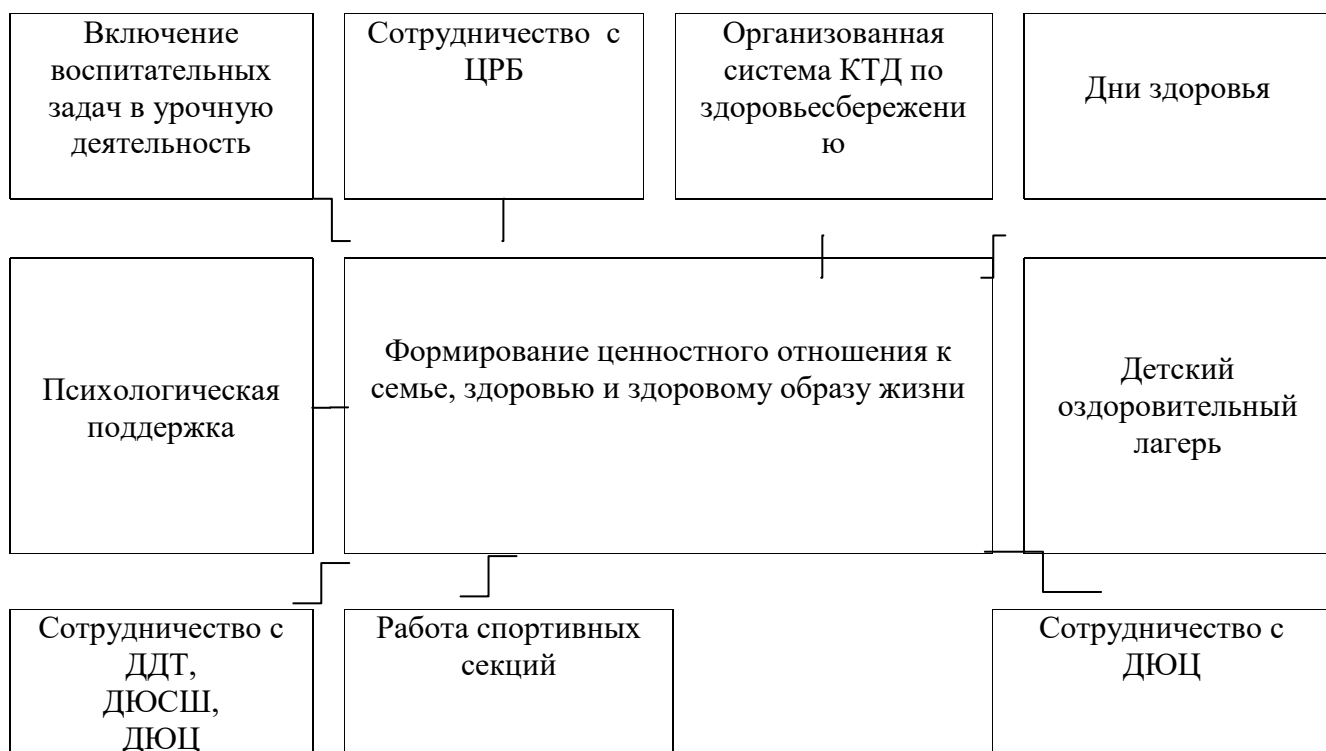 Включение
воспитательных
задач в урочную
деятельность
Сотрудничество с
ЦРБ
Организованная
система КТД по
здоровьесбережени
ю
Дни здоровья
Психологическая
поддержка
Формирование ценностного отношения к
семье, здоровью и здоровому образу жизни
Детский
оздоровительный
лагерь
Сотрудничество с
ДДТ,
ДЮСШ,
ДЮЦ
Работа спортивных
секций
Сотрудничество с
ДЮЦ